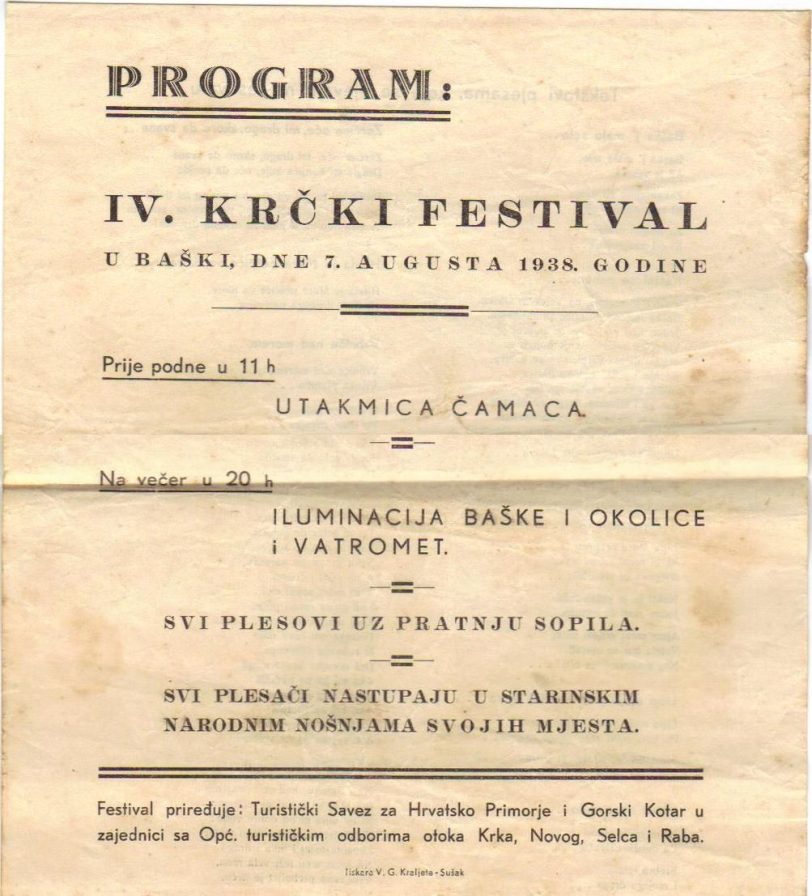 PROGRAM:
IV. KRČKI FESTIVAL
U BAŠKI, DNE 7. AUGUSTA 1938. GODINE
Prije podne u 11 h
UTAKMICA ČAMACA.
Na večer u 20 h
ILUMINACIJA BAŠKE I OKOLICE
i VATROMET.
SVI PLESOVI UZ PRATNJU SOPILA.
SVI PLESAČI NASTUPAJU U STARINSKIM
NARODNIM NOŠNJAMA SVOJIH MJESTA.
Festival priređuje: Turistički Savez za Hrvatsko Primorje i Gorski Kotar u
zajednici sa Opć. turističkim odborima otoka Krka, Novog, Selca i Raba.
Tiskara V. G. Kraljeta - Sušak